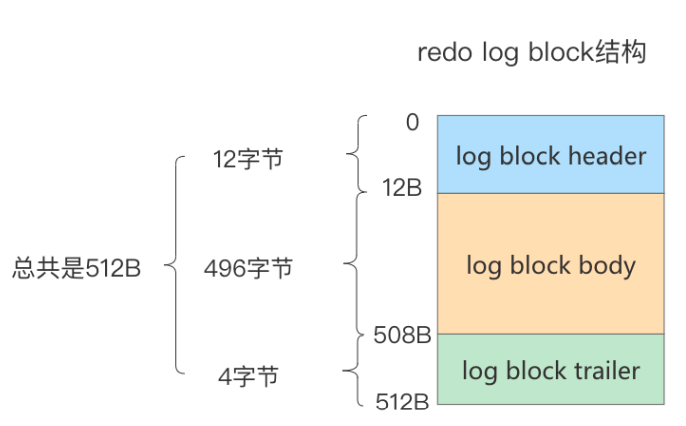 redo log block结构
0
12字节
log block header
12B
总共是512B
496字节
log block body
508B
4字节
log block trailer
512B